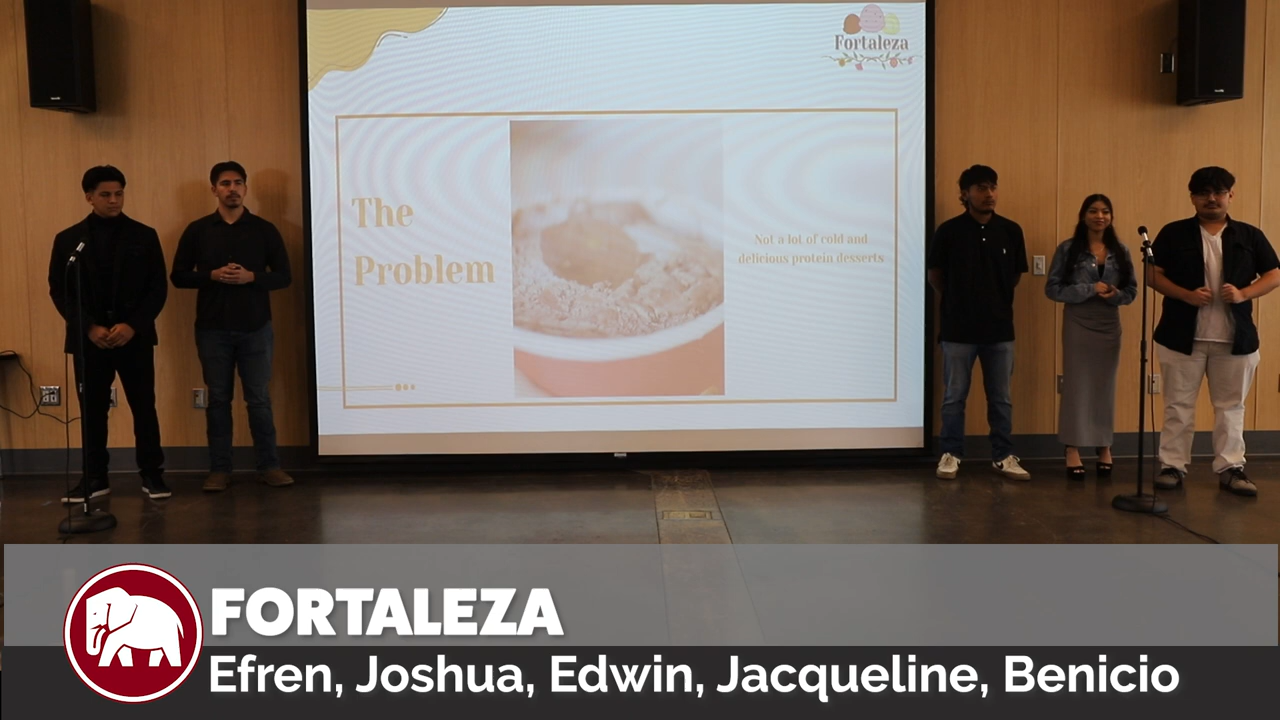 Fortaleza
The
Problem
Not a lot of cold and
delicious protein desserts
FORTALEZA
Efren, Joshua, Edwin, Jacqueline, Benicio